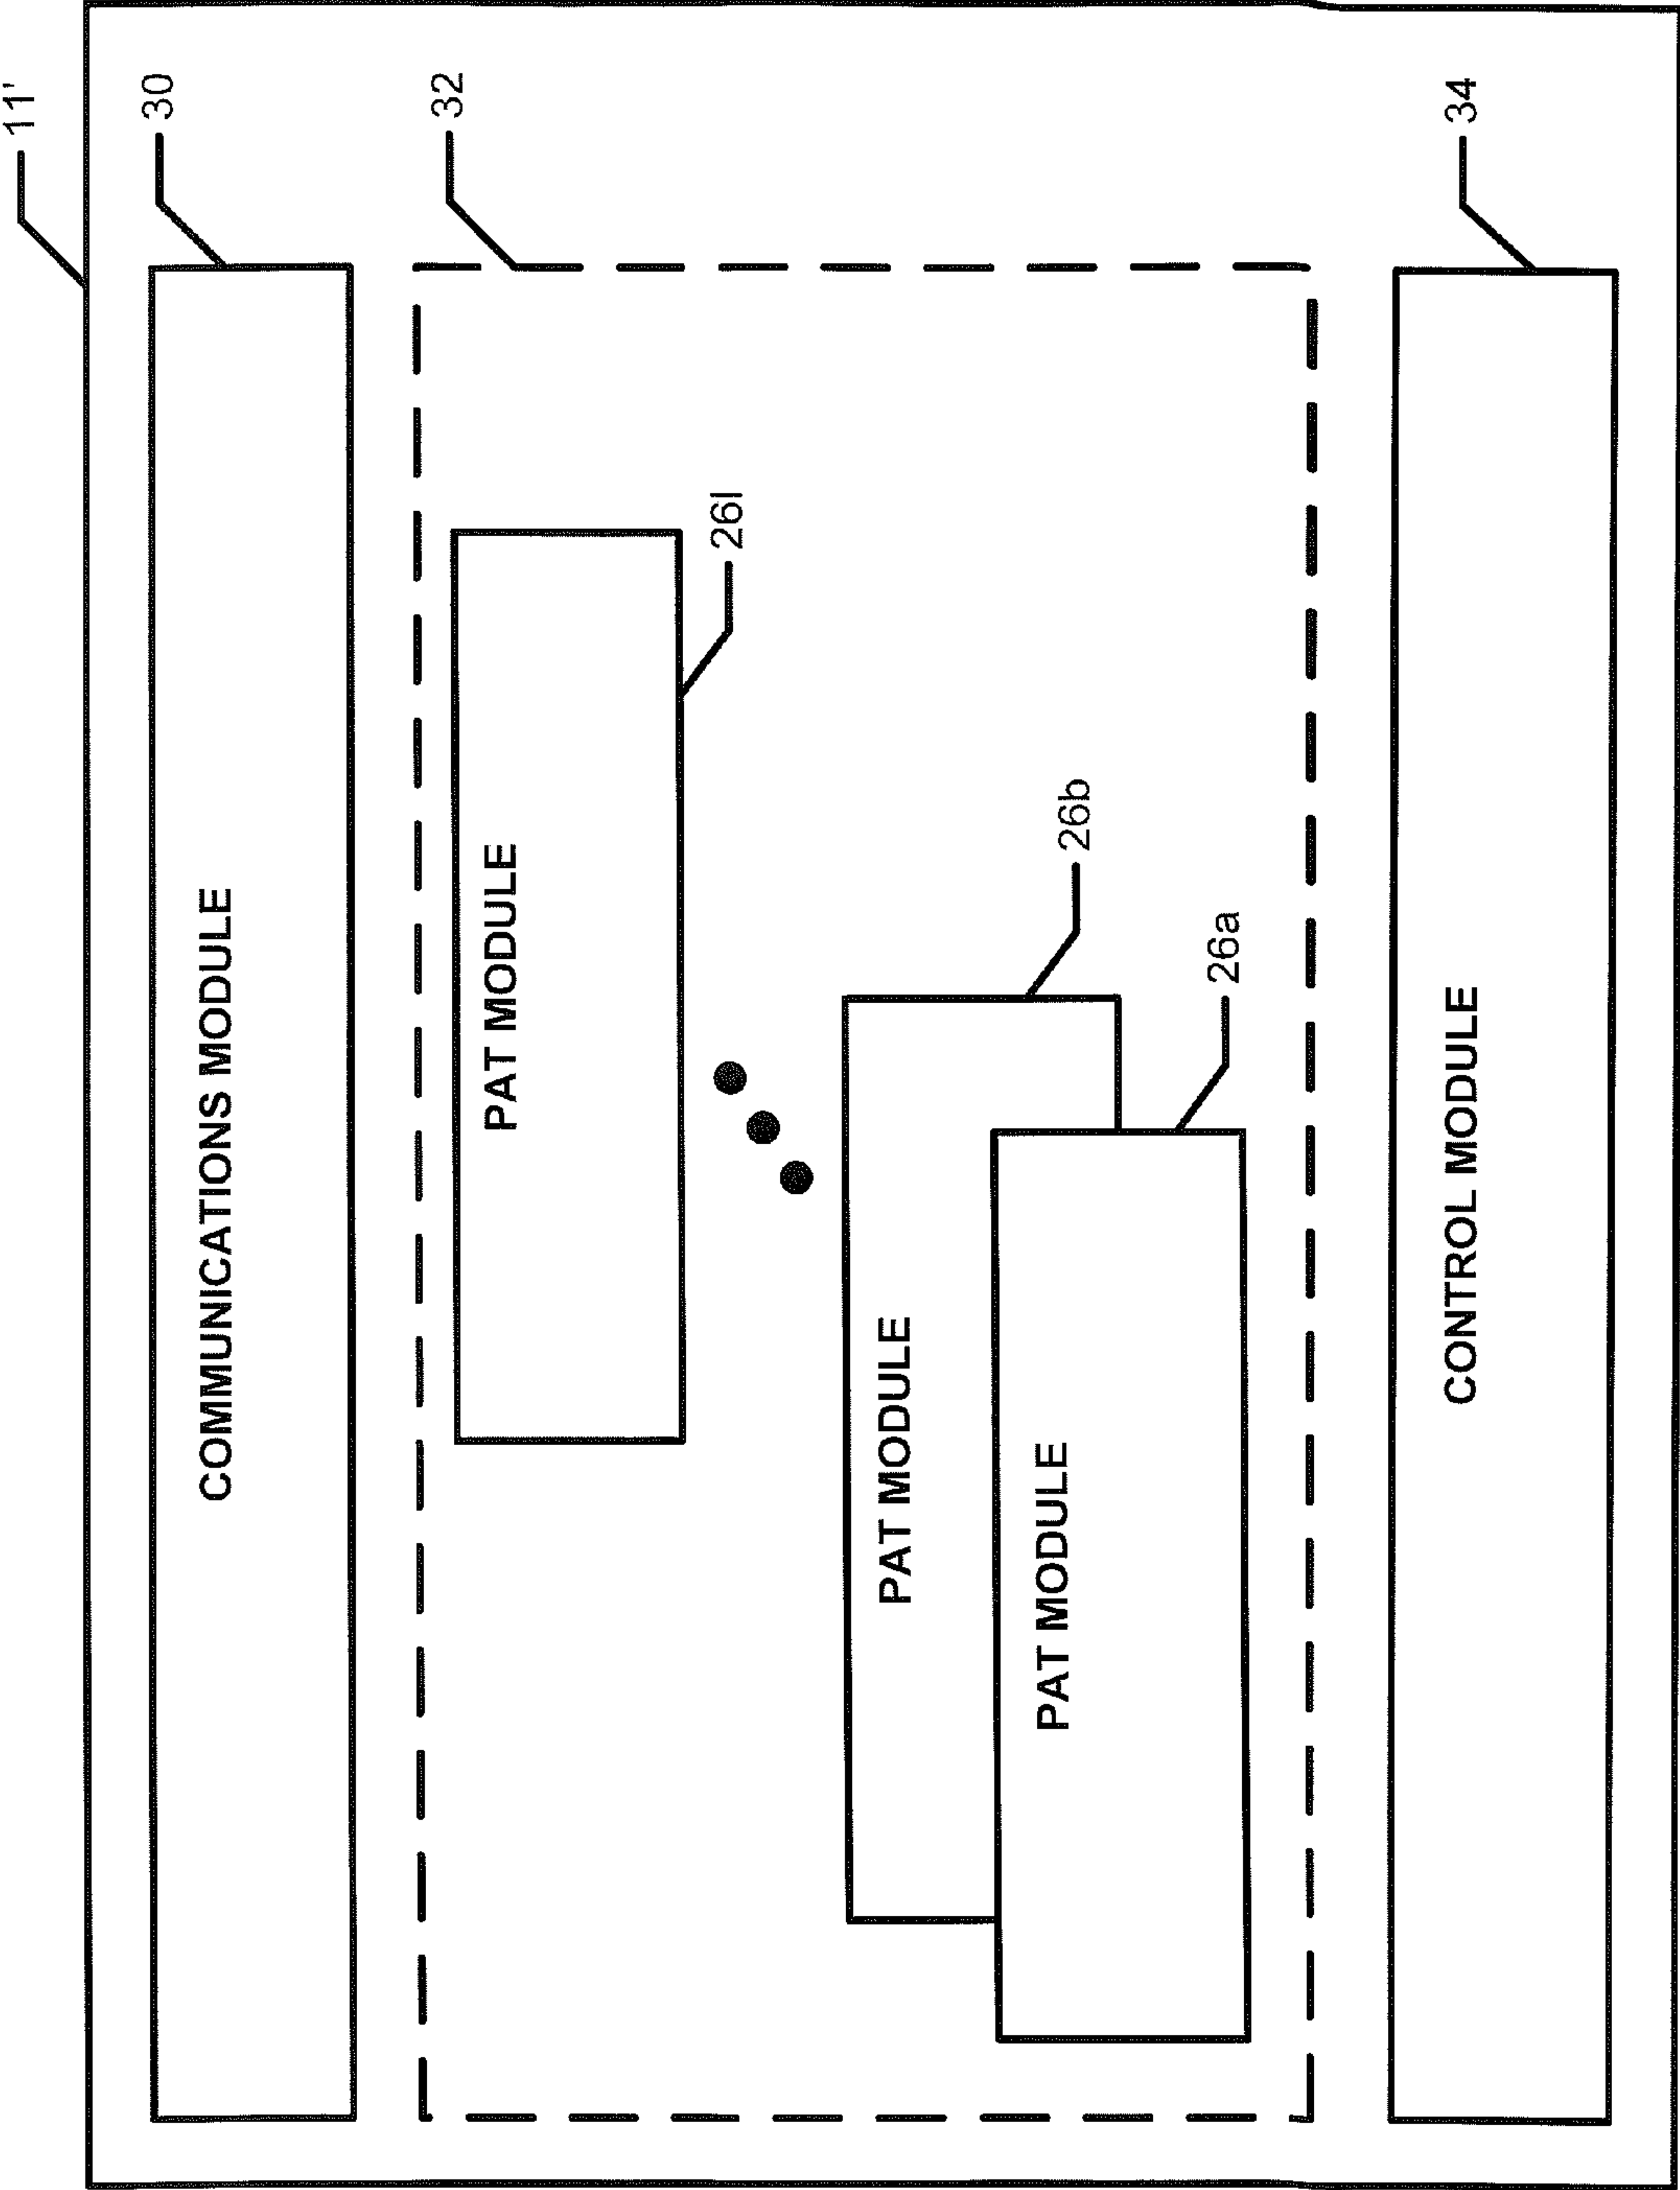 11'
COMMUNICATIONS MODULE
30
32
PAT MODULE
26l
PAT MODULE
26b
PAT MODULE
26a
CONTROL MODULE
34